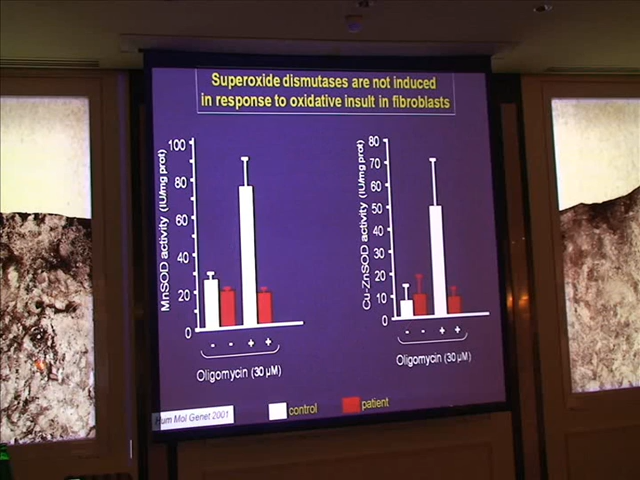 Superoxide dismutases are not induced
in response to oxidative insult in fibroblasts
MnSOD activity (IU/mg prot)
100
80
60
40
20
0
- - + +
Oligomycin (30 µM)
Cu-ZnSOD activity (IU/mg prot)
80
70
60
50
40
30
20
10
0
- - + +
Oligomycin (30 µM)
Hum Mol Genet 2001
control
patient